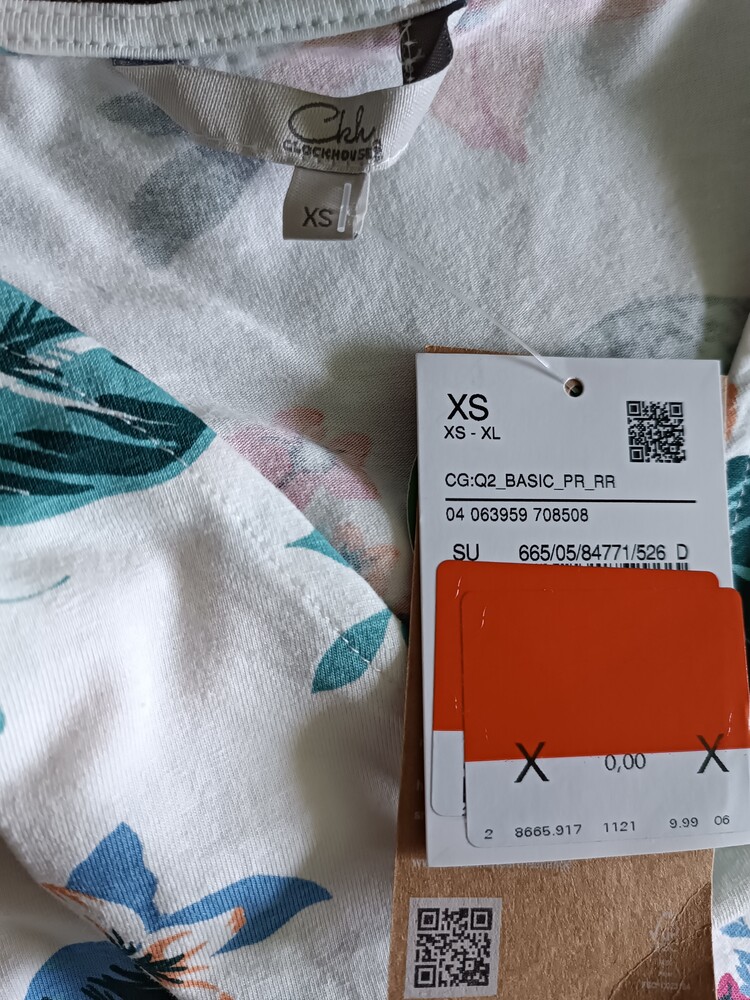 Ckh
CLOCKHOUSE
XS
XS
XS - XL
CG:Q2_BASIC_PR_RR
04 063959 708508
SU 665/05/84771/526 D
X 0,00 X
2 8665.917 1121 9.99 06